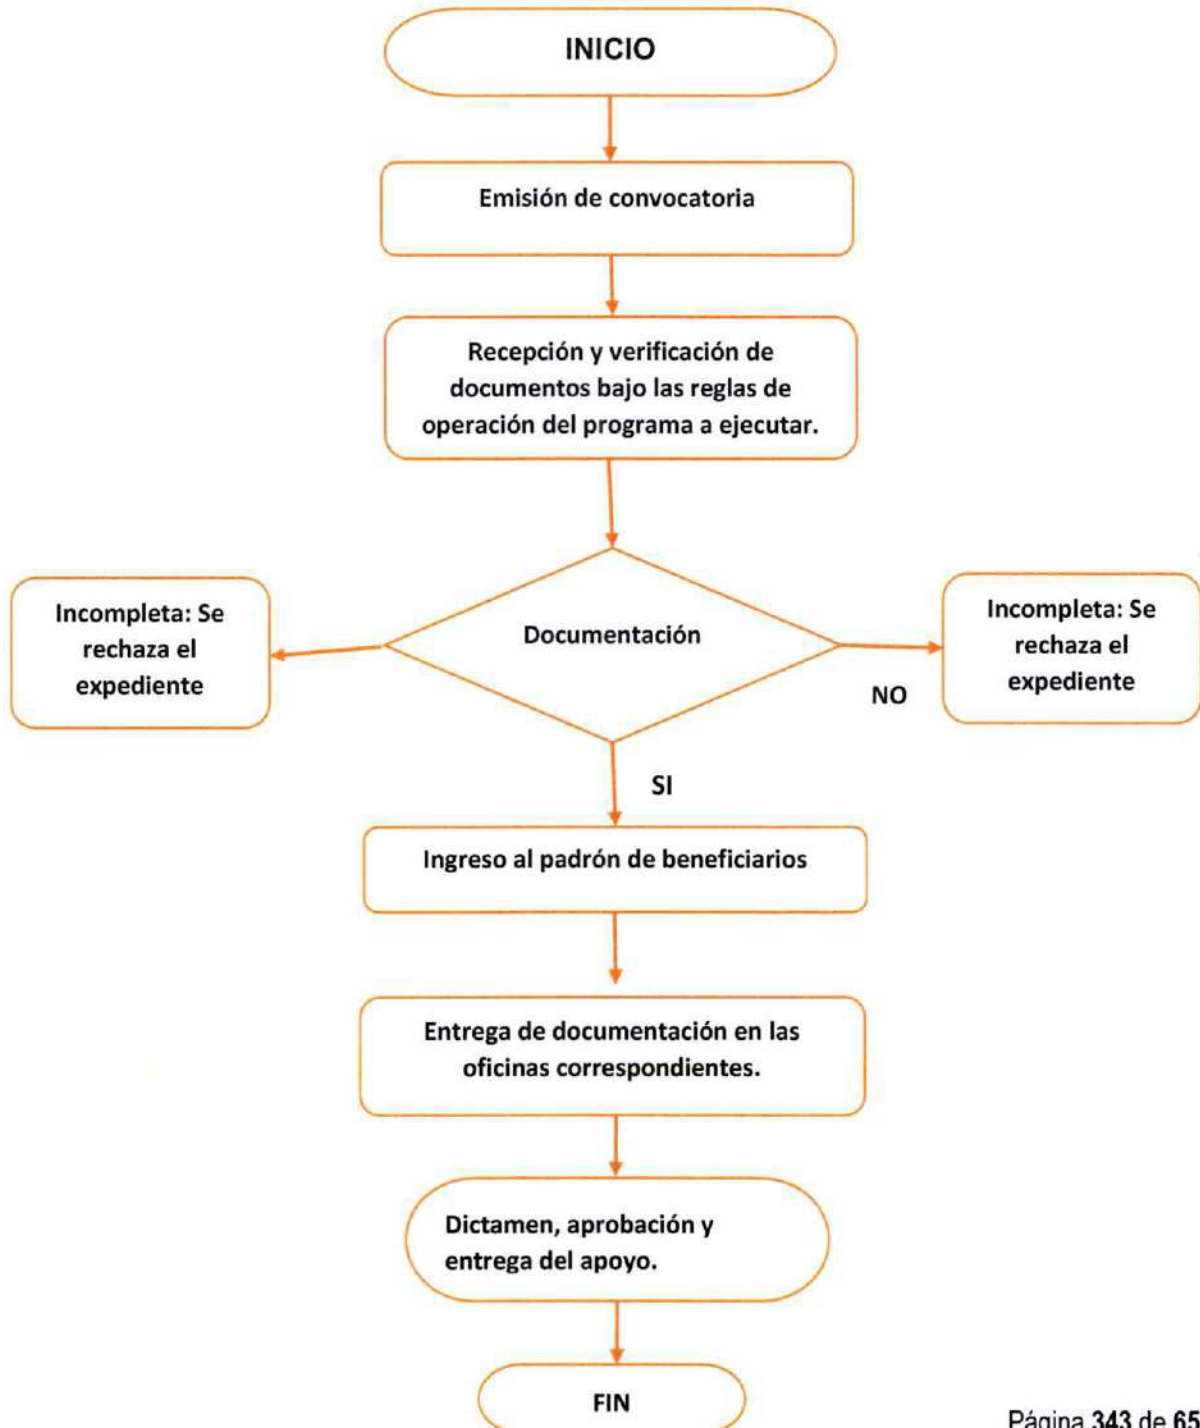 INICIO
Emisión de convocatoria
Recepción y verificación de
documentos bajo las reglas de
operación del programa a ejecutar.
Incompleta: Se
rechaza el
expediente
Documentación
Incompleta: Se
rechaza el
expediente
NO
SI
Ingreso al padrón de beneficiarios
Entrega de documentación en las
oficinas correspondientes.
Dictamen, aprobación y
entrega del apoyo.
FIN
Página 343 de 65